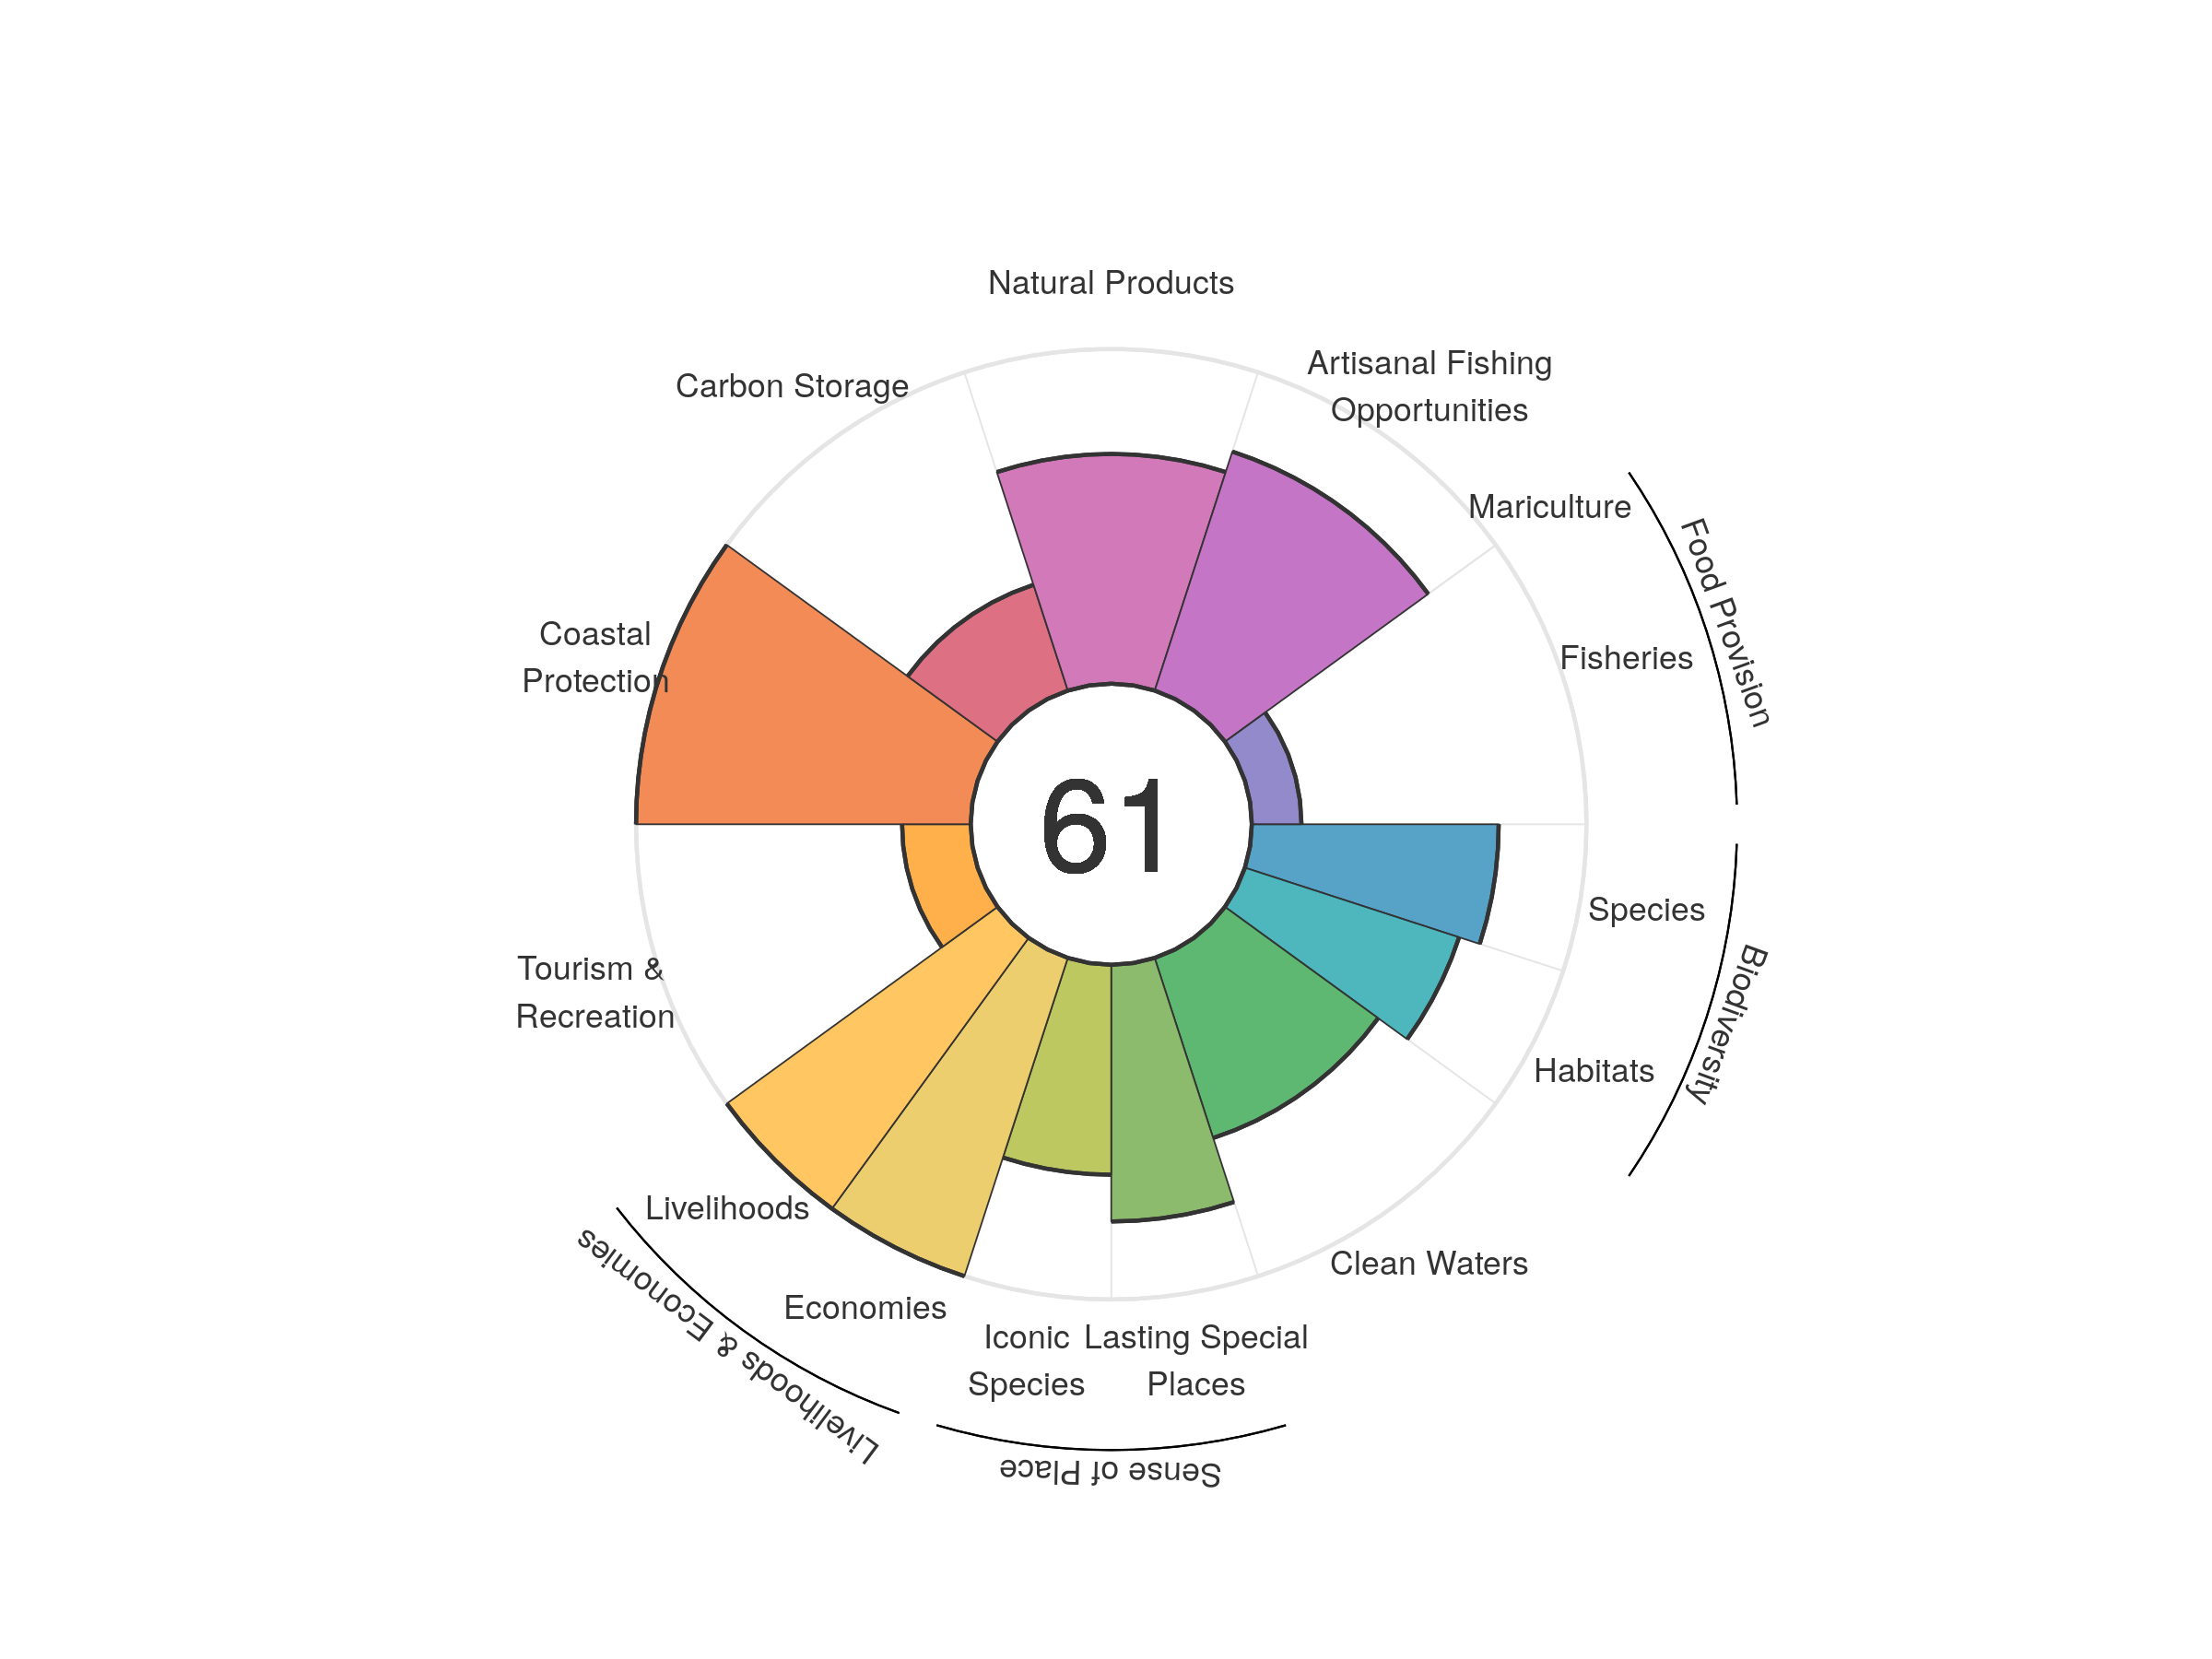 Natural Products
Artisanal Fishing
Opportunities
Carbon Storage
Mariculture
Food Provision
Fisheries
Coastal
Protection
61
Species
Biodiversity
Tourism &
Recreation
Habitats
Livelihoods
Clean Waters
Economies
Livelihoods & Economies
Iconic
Species
Lasting Special
Places
Sense of Place